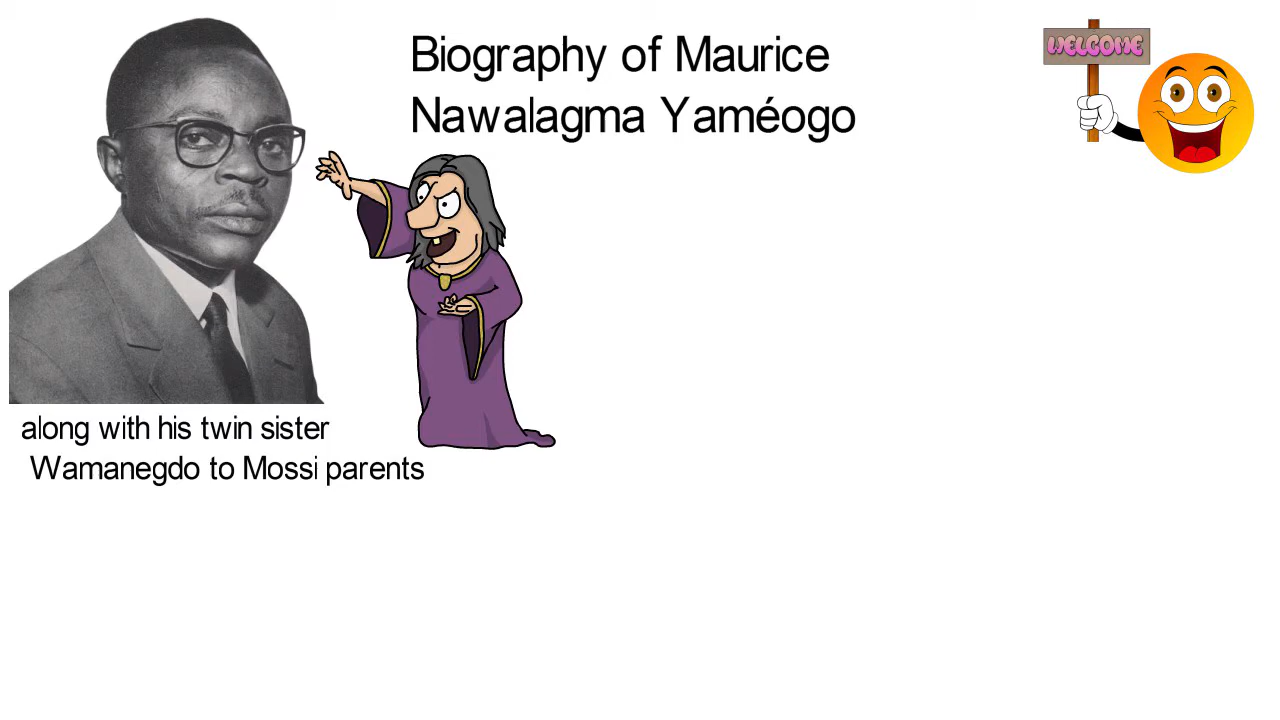 Biography of Maurice
Nawalagma Yaméogo
WELCOME
along with his twin sister
Wamanegdo to Mossi parents